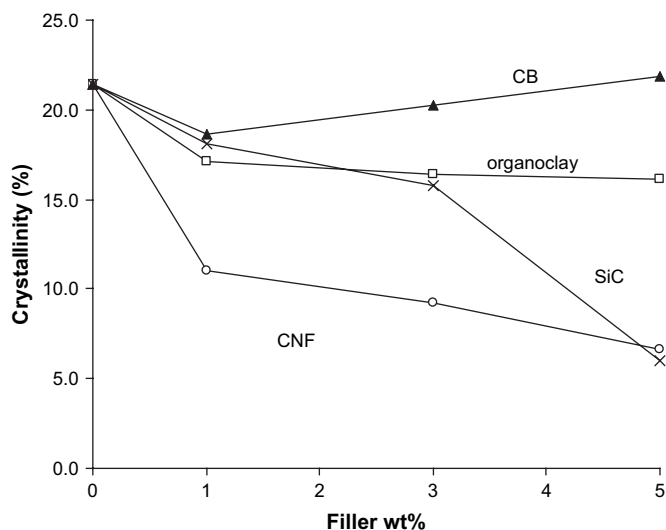 25.0
CB
20.0
organoclay
15.0
SiC
10.0
CNF
5.0
0.0
0 1 2 3 4 5
Crystallinity (%)
Filler wt%